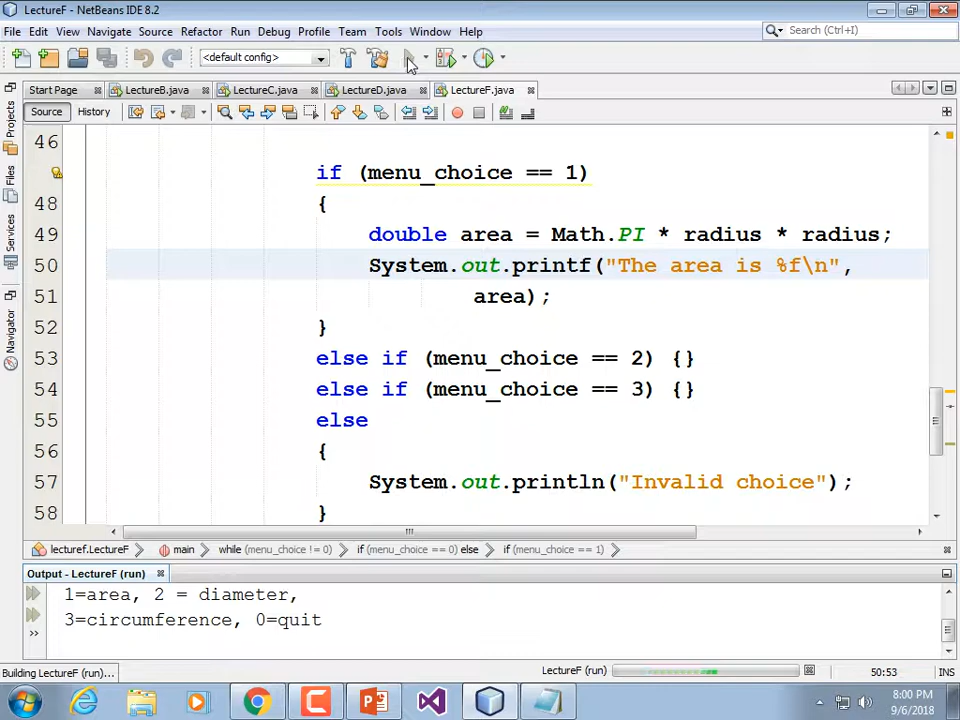 LectureF - NetBeans IDE 8.2
File Edit View Navigate Source Refactor Run Debug Profile Team Tools Window Help
Search (Ctrl+I)
<default config>
Start Page LectureB.java LectureC.java LectureD.java LectureF.java
Source History
Projects
Files
Services
Navigator
46
if (menu_choice == 1)
48 {
49 double area = Math.PI * radius * radius;
50 System.out.printf("The area is %f\n",
51 area);
52 }
53 else if (menu_choice == 2) {}
54 else if (menu_choice == 3) {}
55 else
56 {
57 System.out.println("Invalid choice");
58 }
lecturef.LectureF main while (menu_choice != 0) if (menu_choice == 0) else if (menu_choice == 1)
Output - LectureF (run)
1=area, 2 = diameter,
3=circumference, 0=quit
Building LectureF (run)... LectureF (run) 50:53 INS
8:00 PM
9/6/2018